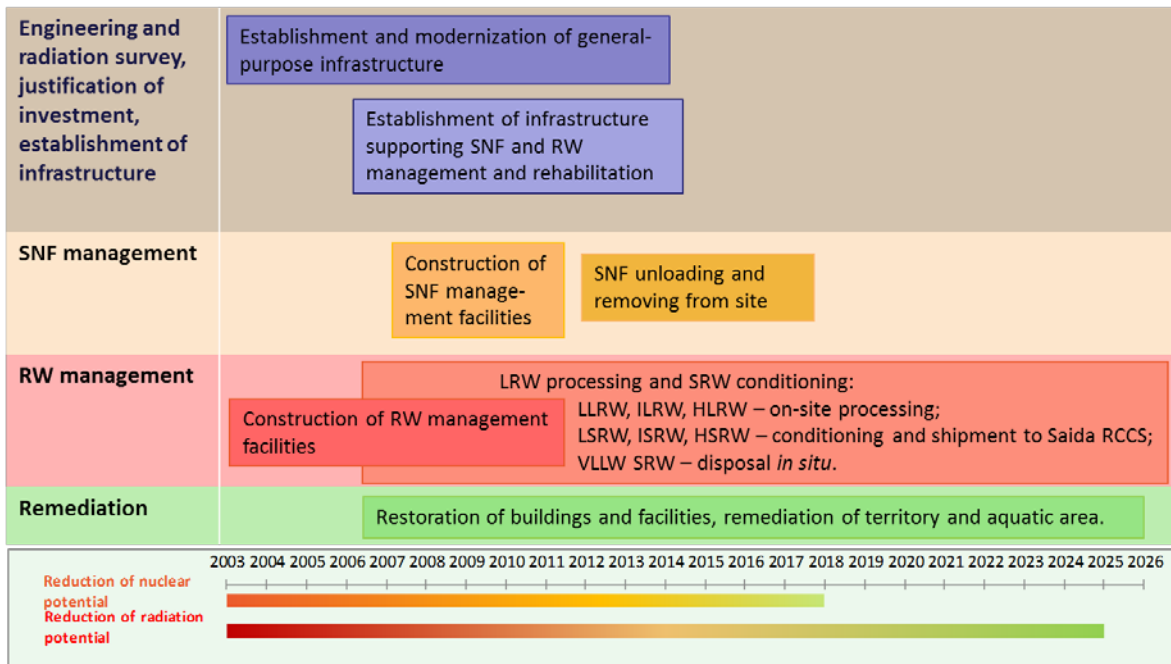 Engineering and
radiation survey,
justification of
investment,
establishment of
infrastructure
Establishment and modernization of general-
purpose infrastructure
Establishment of infrastructure
supporting SNF and RW
management and rehabilitation
SNF management
Construction of
SNF manage-
ment facilities
SNF unloading and
removing from site
RW management
LRW processing and SRW conditioning:
LLRW, ILRW, HLRW – on-site processing;
LSRW, ISRW, HSRW – conditioning and shipment to Saida RCCS;
VLLW SRW – disposal in situ.
Construction of RW management
facilities
Remediation
Restoration of buildings and facilities, remediation of territory and aquatic area.
2003 2004 2005 2006 2007 2008 2009 2010 2011 2012 2013 2014 2015 2016 2017 2018 2019 2020 2021 2022 2023 2024 2025 2026
Reduction of nuclear
potential
Reduction of radiation
potential